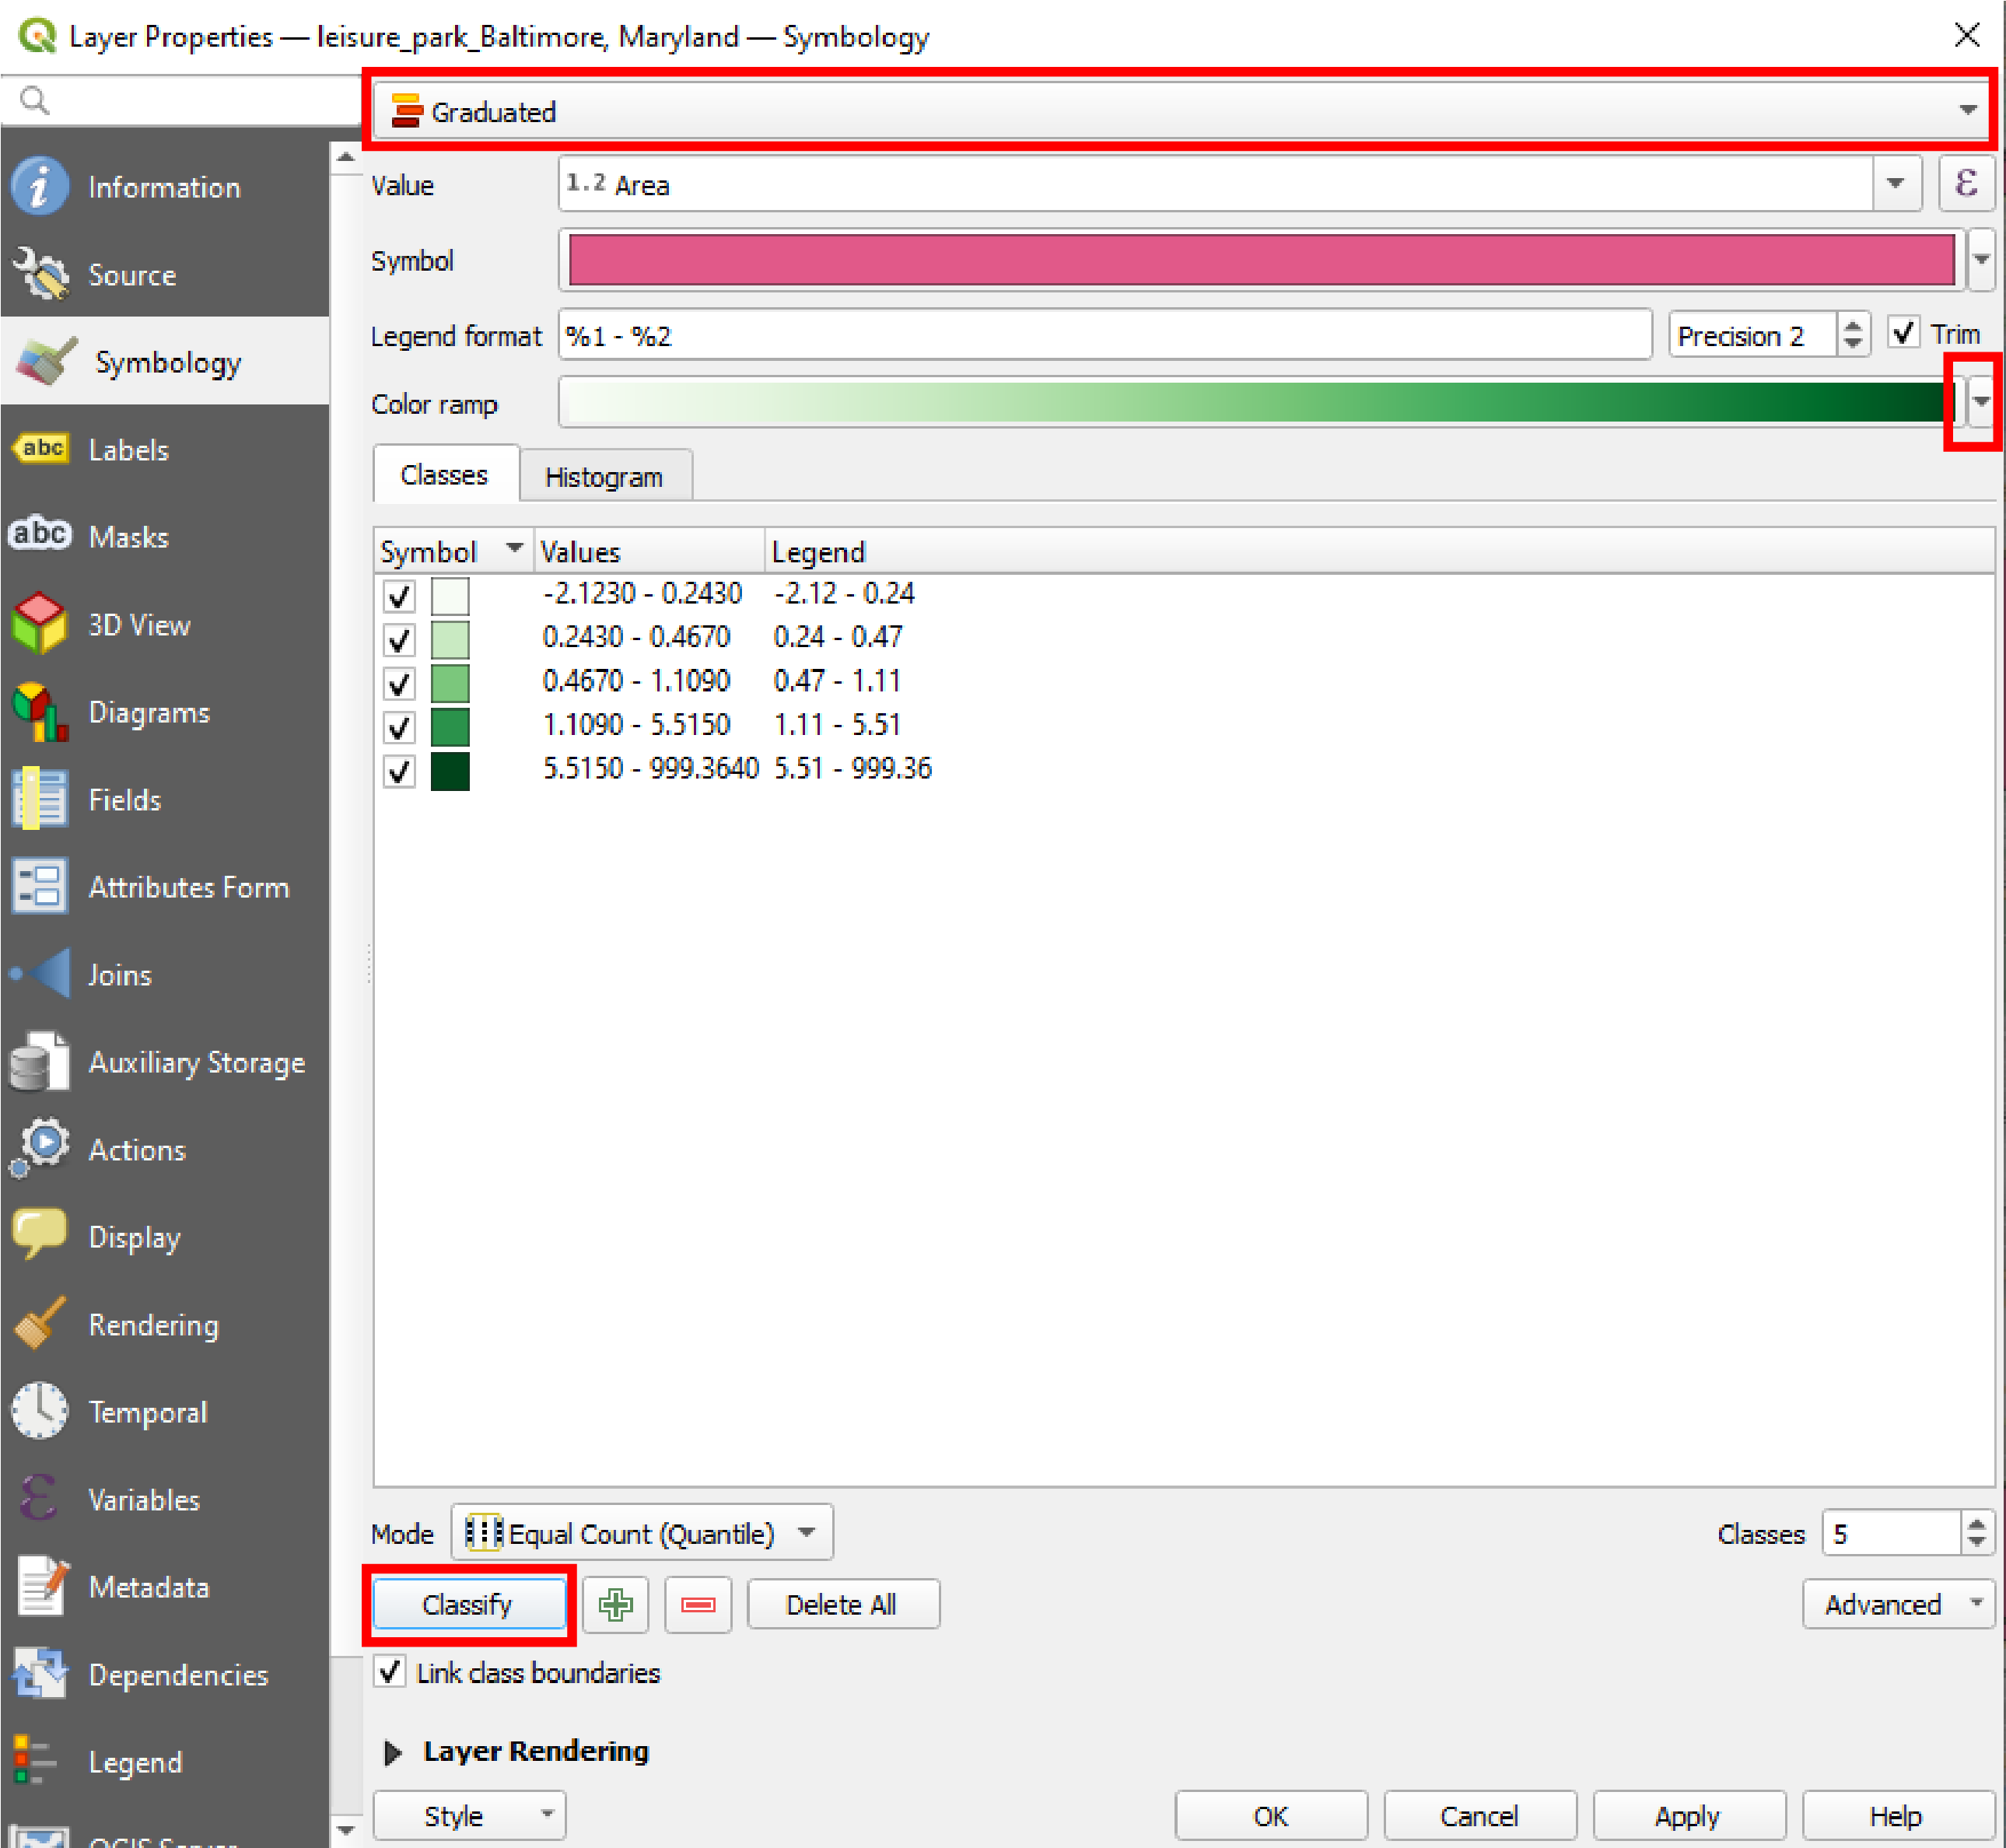 Layer Properties — leisure_park_Baltimore, Maryland — Symbology
Graduated
Information
Source
Symbology
Labels
Masks
3D View
Diagrams
Fields
Attributes Form
Joins
Auxiliary Storage
Actions
Display
Rendering
Temporal
Variables
Metadata
Dependencies
Legend
QGIS Server
Value 1.2 Area ε
Symbol
Legend format %1 - %2 Precision 2 Trim
Color ramp
Classes Histogram
Symbol Values Legend
-2.1230 - 0.2430 -2.12 - 0.24
0.2430 - 0.4670 0.24 - 0.47
0.4670 - 1.1090 0.47 - 1.11
1.1090 - 5.5150 1.11 - 5.51
5.5150 - 999.3640 5.51 - 999.36
Mode Equal Count (Quantile) Classes 5
Classify Delete All Advanced
Link class boundaries
Layer Rendering
Style OK Cancel Apply Help